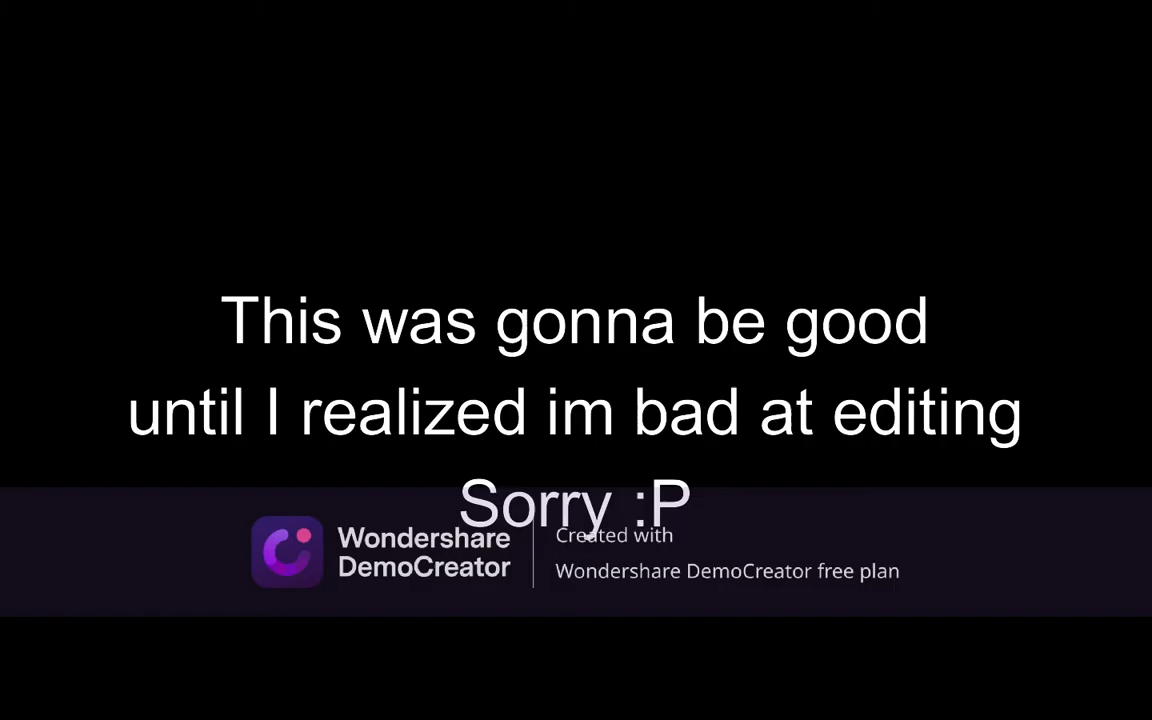 This was gonna be good
until I realized im bad at editing
Sorry :P
Wondershare
DemoCreator
Created with
Wondershare DemoCreator free plan